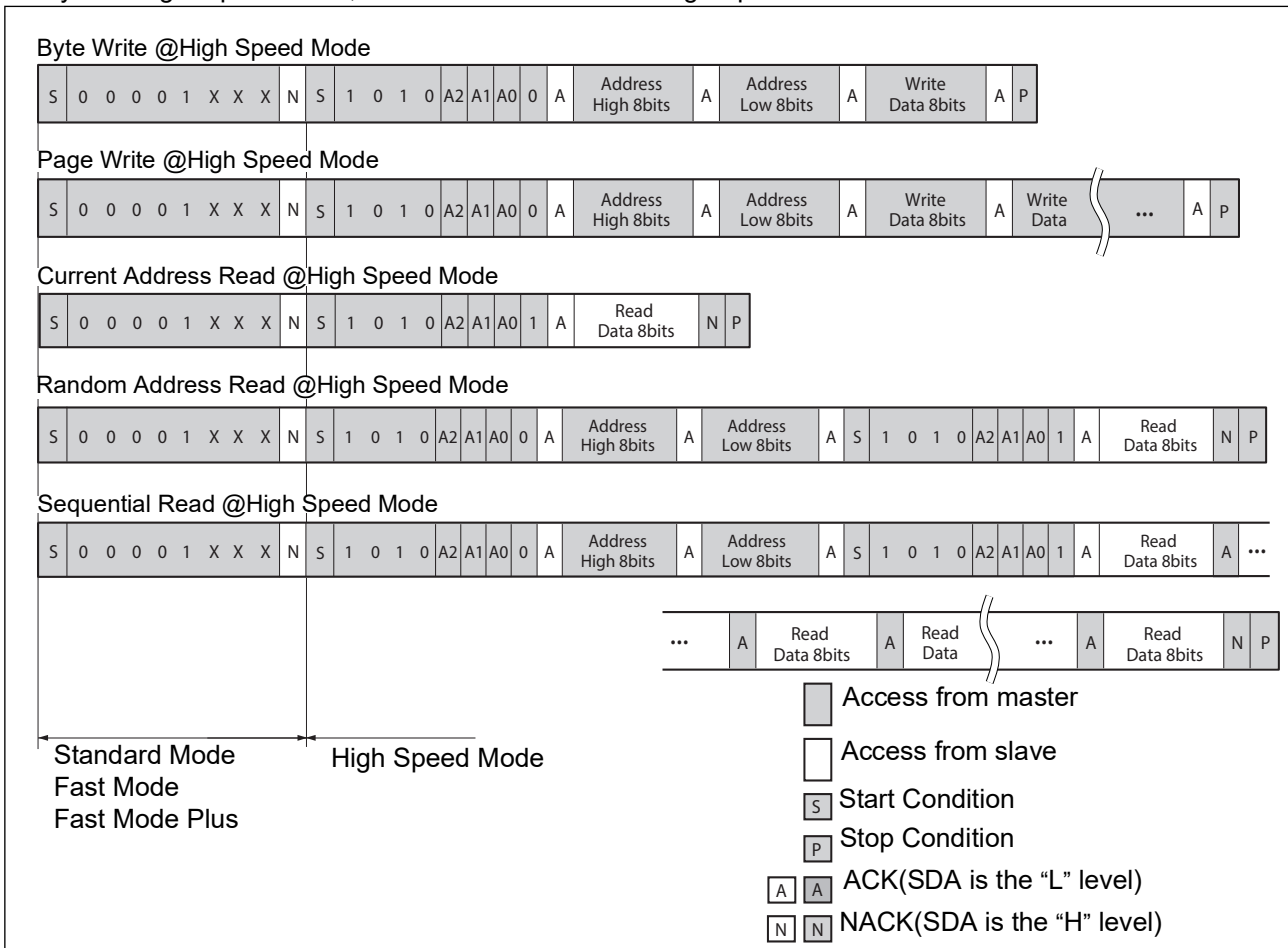 Byte Write @High Speed Mode
S 0 0 0 0 1 X X X N S 1 0 1 0 A2 A1 A0 0 A Address High 8bits A Address Low 8bits A Write Data 8bits A P
Page Write @High Speed Mode
S 0 0 0 0 1 X X X N S 1 0 1 0 A2 A1 A0 0 A Address High 8bits A Address Low 8bits A Write Data 8bits A Write Data ... A P
Current Address Read @High Speed Mode
S 0 0 0 0 1 X X X N S 1 0 1 0 A2 A1 A0 1 A Read Data 8bits N P
Random Address Read @High Speed Mode
S 0 0 0 0 1 X X X N S 1 0 1 0 A2 A1 A0 0 A Address High 8bits A Address Low 8bits A S 1 0 1 0 A2 A1 A0 1 A Read Data 8bits N P
Sequential Read @High Speed Mode
S 0 0 0 0 1 X X X N S 1 0 1 0 A2 A1 A0 0 A Address High 8bits A Address Low 8bits A S 1 0 1 0 A2 A1 A0 1 A Read Data 8bits A ...
... A Read Data 8bits A Read Data ... A Read Data 8bits N P
Standard Mode
Fast Mode
Fast Mode Plus
High Speed Mode
Access from master
Access from slave
S Start Condition
P Stop Condition
A A ACK(SDA is the “L” level)
N N NACK(SDA is the “H” level)